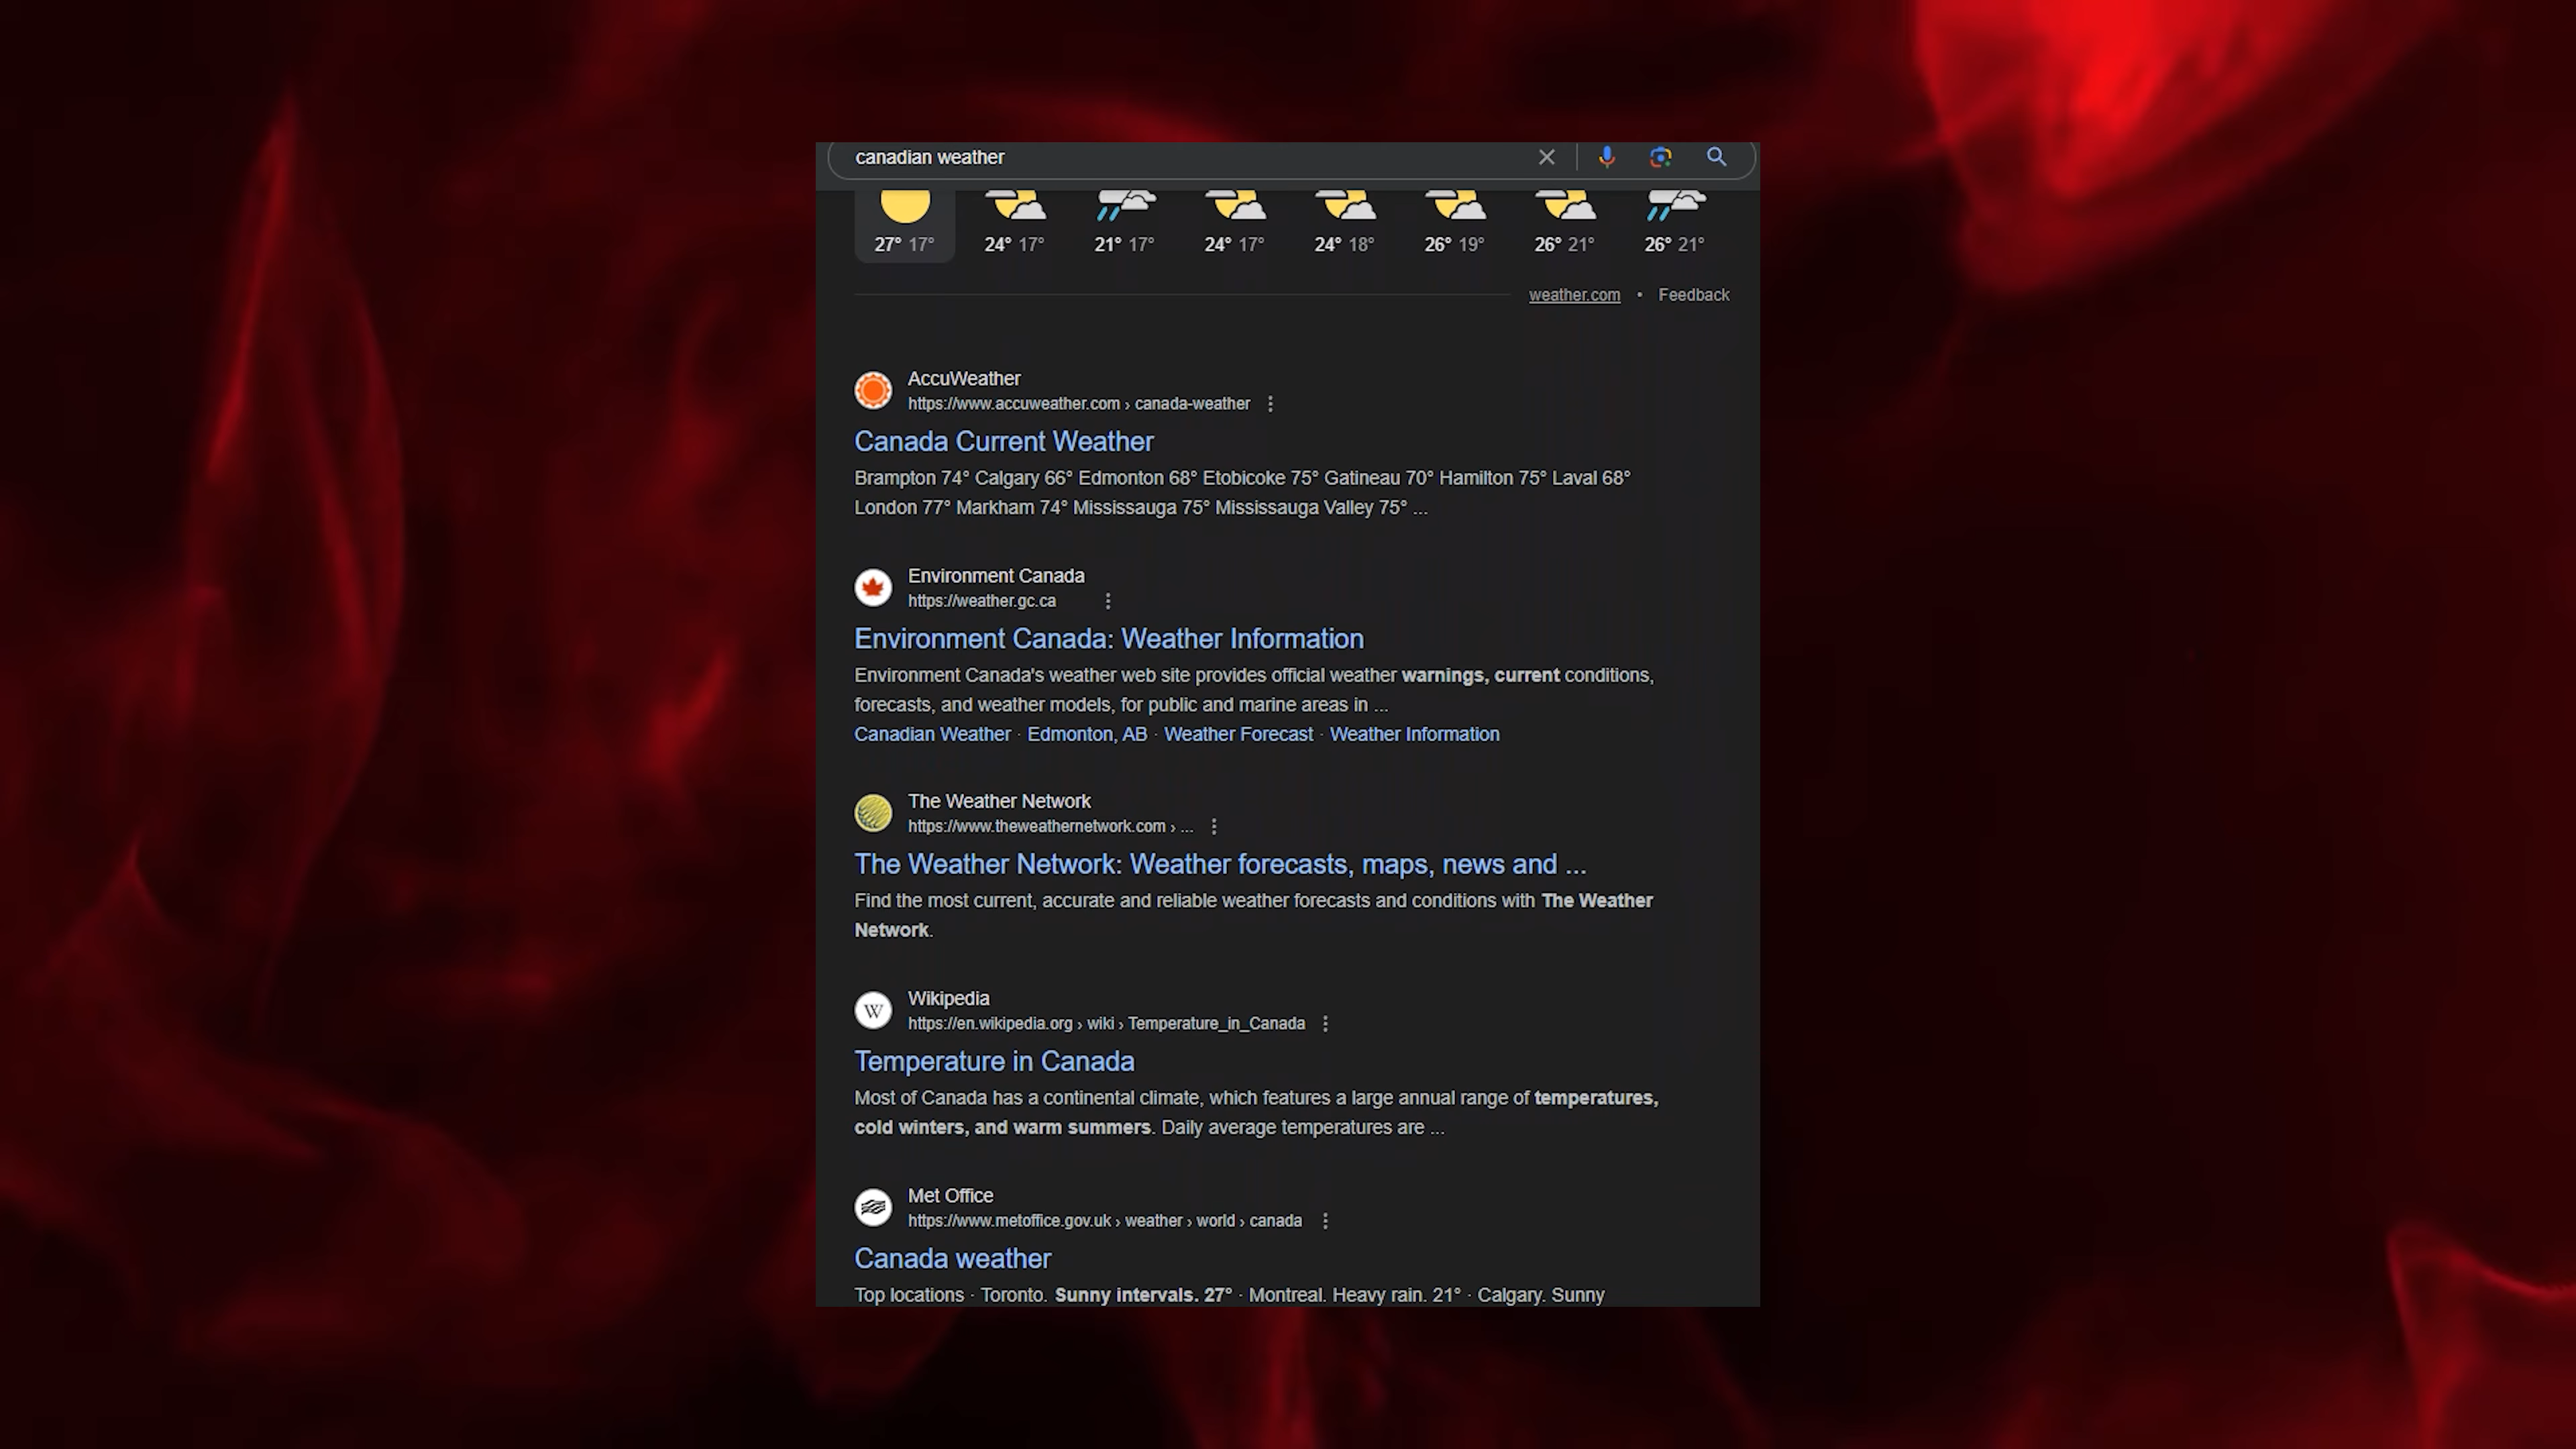 canadian weather
27° 17° 24° 17° 21° 17° 24° 17° 24° 18° 26° 19° 26° 21° 26° 21°
weather.com • Feedback
AccuWeather
https://www.accuweather.com › canada-weather
Canada Current Weather
Brampton 74° Calgary 66° Edmonton 68° Etobicoke 75° Gatineau 70° Hamilton 75° Laval 68°
London 77° Markham 74° Mississauga 75° Mississauga Valley 75° ...
Environment Canada
https://weather.gc.ca
Environment Canada: Weather Information
Environment Canada's weather web site provides official weather warnings, current conditions,
forecasts, and weather models, for public and marine areas in ...
Canadian Weather · Edmonton, AB · Weather Forecast · Weather Information
The Weather Network
https://www.theweathernetwork.com › ...
The Weather Network: Weather forecasts, maps, news and ...
Find the most current, accurate and reliable weather forecasts and conditions with The Weather
Network.
W
Wikipedia
https://en.wikipedia.org › wiki › Temperature_in_Canada
Temperature in Canada
Most of Canada has a continental climate, which features a large annual range of temperatures,
cold winters, and warm summers. Daily average temperatures are ...
Met Office
https://www.metoffice.gov.uk › weather › world › canada
Canada weather
Top locations · Toronto. Sunny intervals. 27° · Montreal. Heavy rain. 21° · Calgary. Sunny